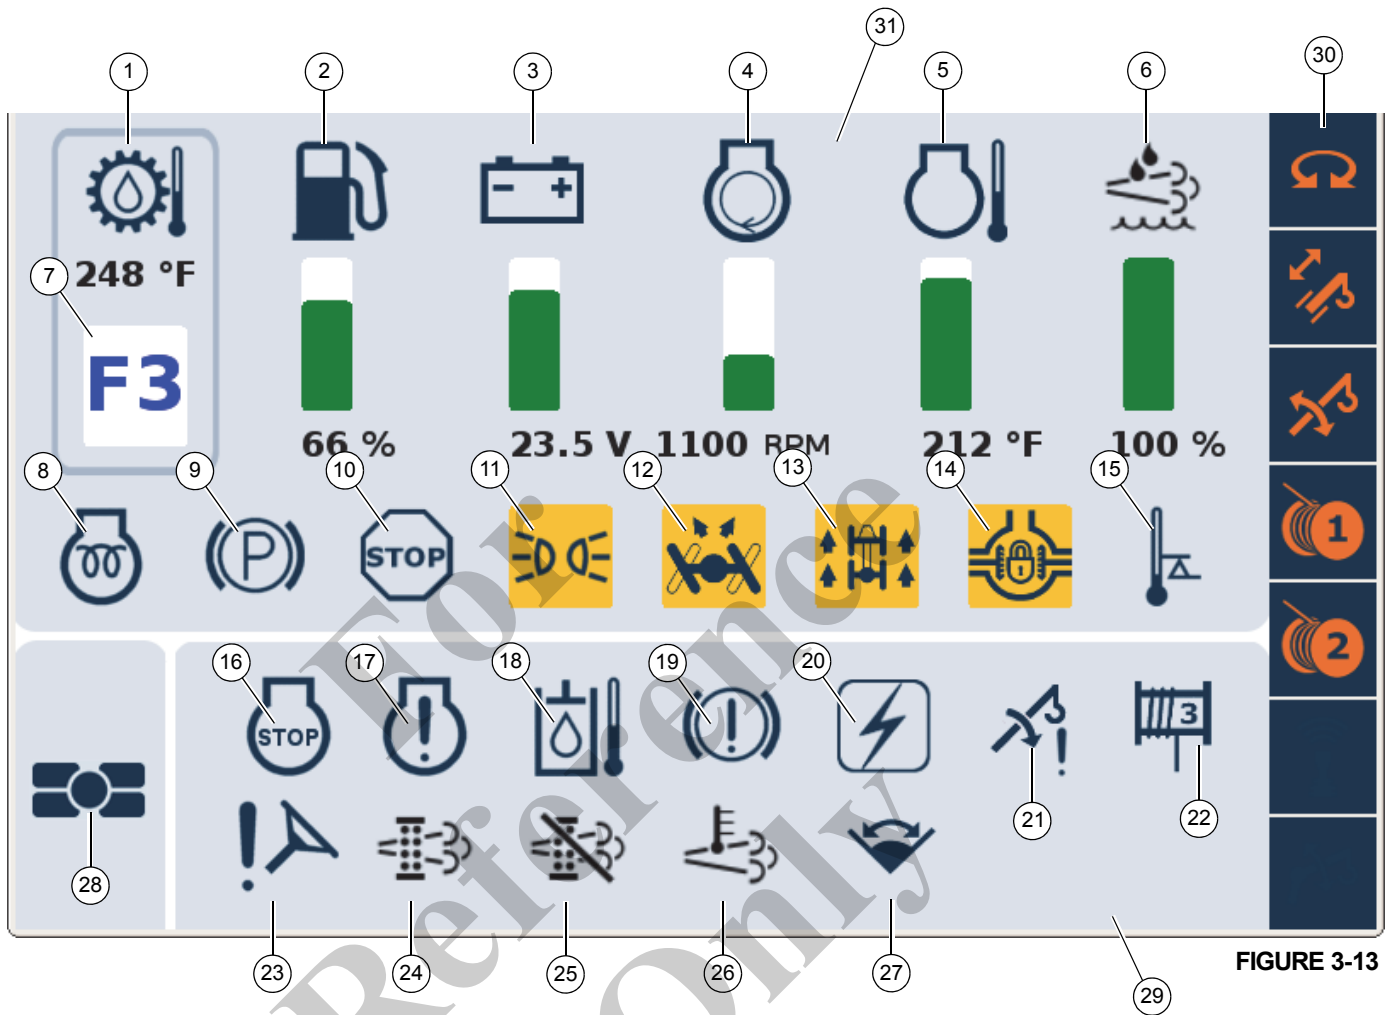 31
1 2 3 4 5 6 30
7 248 °F
F3
66 % 23.5 V 1100 RPM 212 °F 100 %
8 9 10 11 12 13 14 15
P STOP 1
2
16 17 18 19 20
STOP 3
21 22
28
23 24 25 26 27 29
FIGURE 3-13
For
Reference
Only